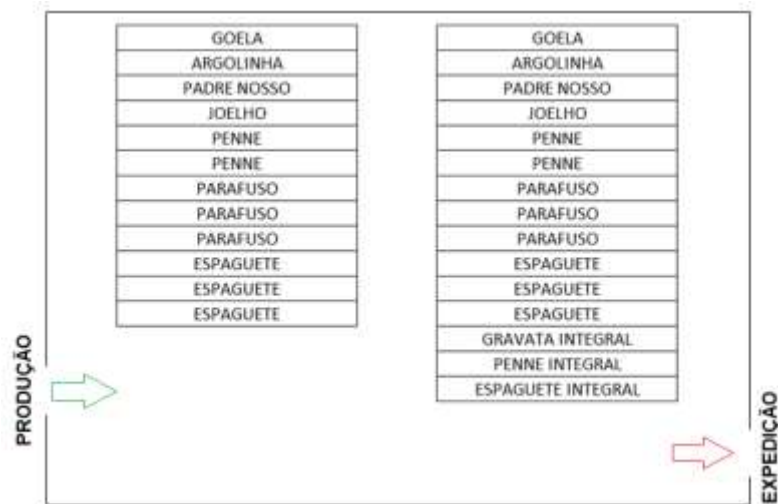 GOELA
ARGOLINHA
PADRE NOSSO
JOELHO
PENNE
PENNE
PARAFUSO
PARAFUSO
PARAFUSO
ESPAGUETE
ESPAGUETE
ESPAGUETE
GOELA
ARGOLINHA
PADRE NOSSO
JOELHO
PENNE
PENNE
PARAFUSO
PARAFUSO
PARAFUSO
ESPAGUETE
ESPAGUETE
ESPAGUETE
GRAVATA INTEGRAL
PENNE INTEGRAL
ESPAGUETE INTEGRAL
PRODUÇÃO
EXPEDIÇÃO